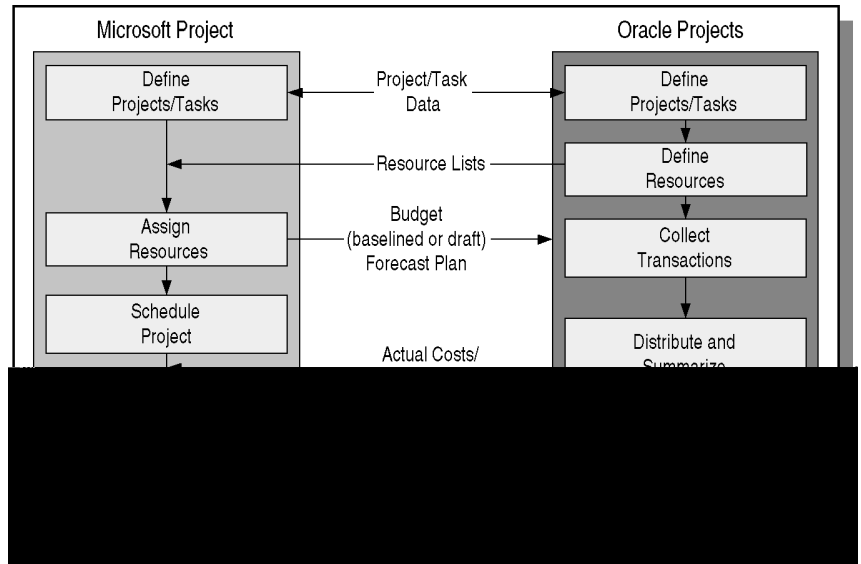 Microsoft Project
Oracle Projects
Define
Projects/Tasks
Project/Task
Data
Define
Projects/Tasks
Resource Lists
Define
Resources
Assign
Resources
Budget
(baselined or draft)
Forecast Plan
Collect
Transactions
Schedule
Project
Actual Costs/
Distribute and
Summarize